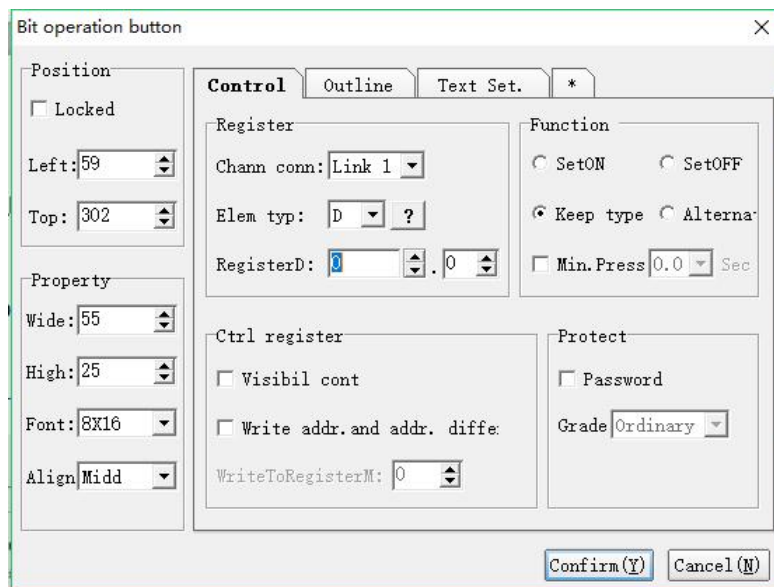 Bit operation button
Position
Locked
Left: 59
Top: 302
Property
Wide: 55
High: 25
Font: 8X16
Align Midd
Control Outline Text Set. *
Register
Chann conn: Link 1
Elem typ: D ?
RegisterD: 0 . 0
Function
SetON SetOFF
Keep type Alterna
Min.Press 0.0 Sec
Ctrl register
Visibil cont
Write addr.and addr. diffe
WriteToRegisterM: 0
Protect
Password
Grade Ordinary
Confirm(Y) Cancel(N)